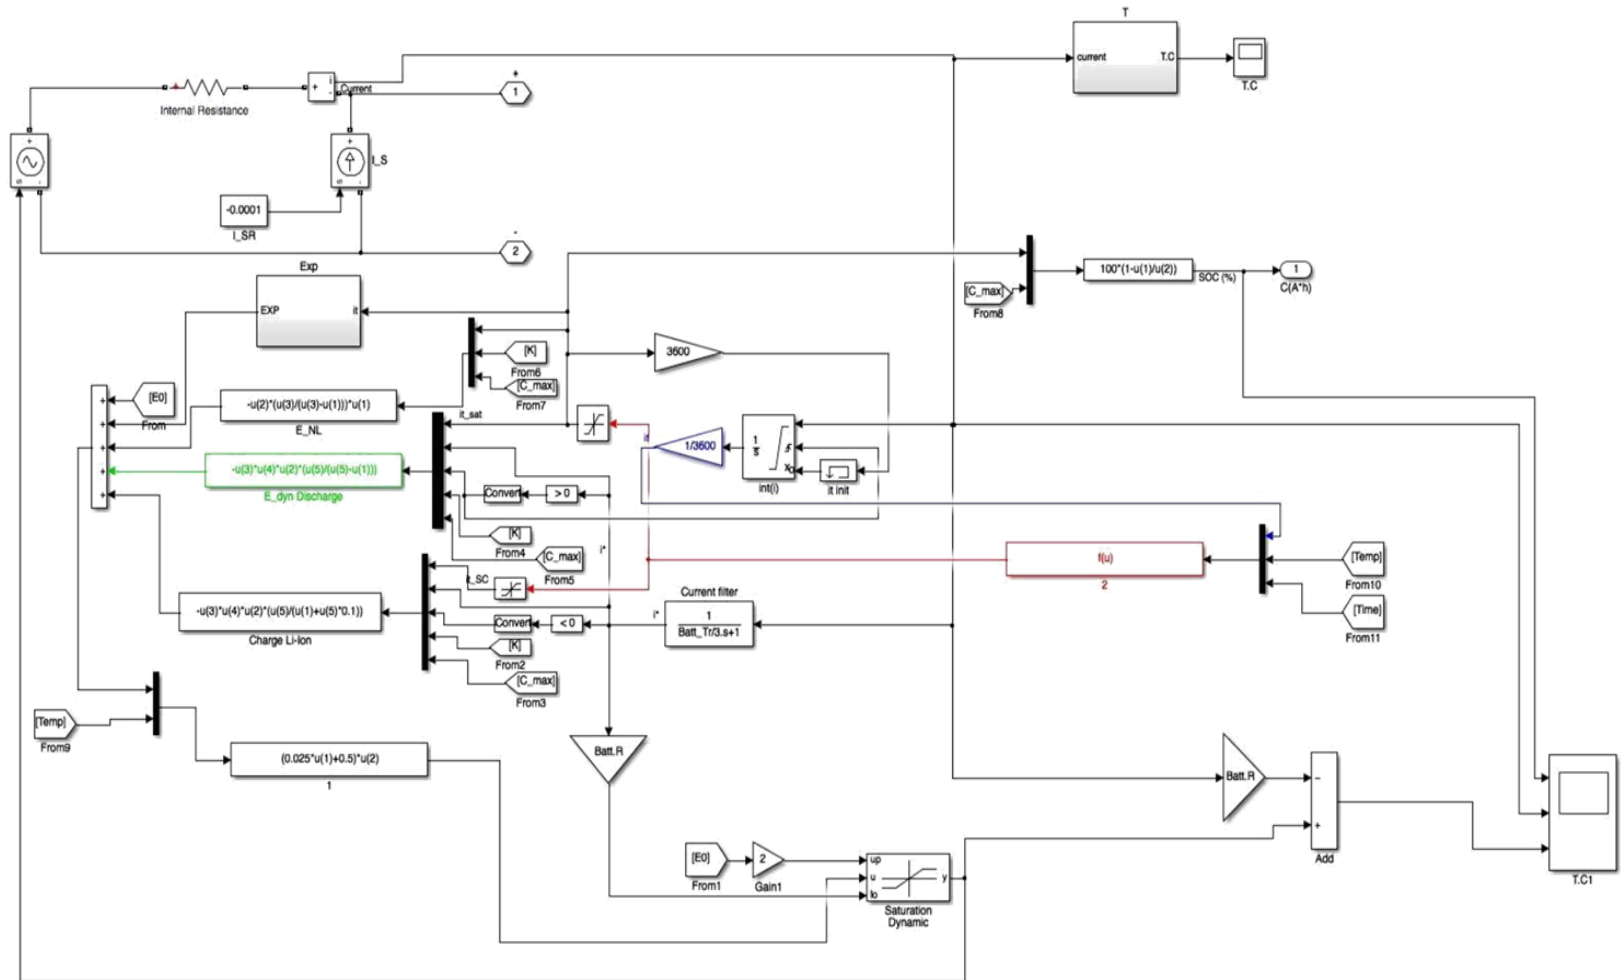 T
current
T.C
T.C
+
i
Current
1
Internal Resistance
I_S
-0.0001
I_SR
-
2
Exp
EXP
it
[C_max]
From8
100*(1-u(1)/u(2))
SOC (%)
1
C(A*h)
[K]
From6
[C_max]
From7
3600
[E0]
From
-u(2)*(u(3)/(u(3)-u(1)))*u(1)
E_NL
it_sat
it
1/3600
1
s
int(i)
it init
-u(3)*u(4)*u(2)*(u(5)/(u(5)-u(1)))
E_dyn Discharge
Convert
> 0
[K]
From4
[C_max]
From5
i*
f(u)
2
[Temp]
From10
[Time]
From11
-u(3)*u(4)*u(2)*(u(5)/(u(1)+u(5)*0.1))
Charge Li-Ion
Convert
< 0
[K]
From2
[C_max]
From3
Current filter
i*
1
Batt_Tr/3.s+1
[Temp]
From9
(0.025*u(1)+0.5)*u(2)
1
Batt.R
Batt.R
-
+
Add
[E0]
From1
2
Gain1
up
u
lo
y
Saturation
Dynamic
T.C1